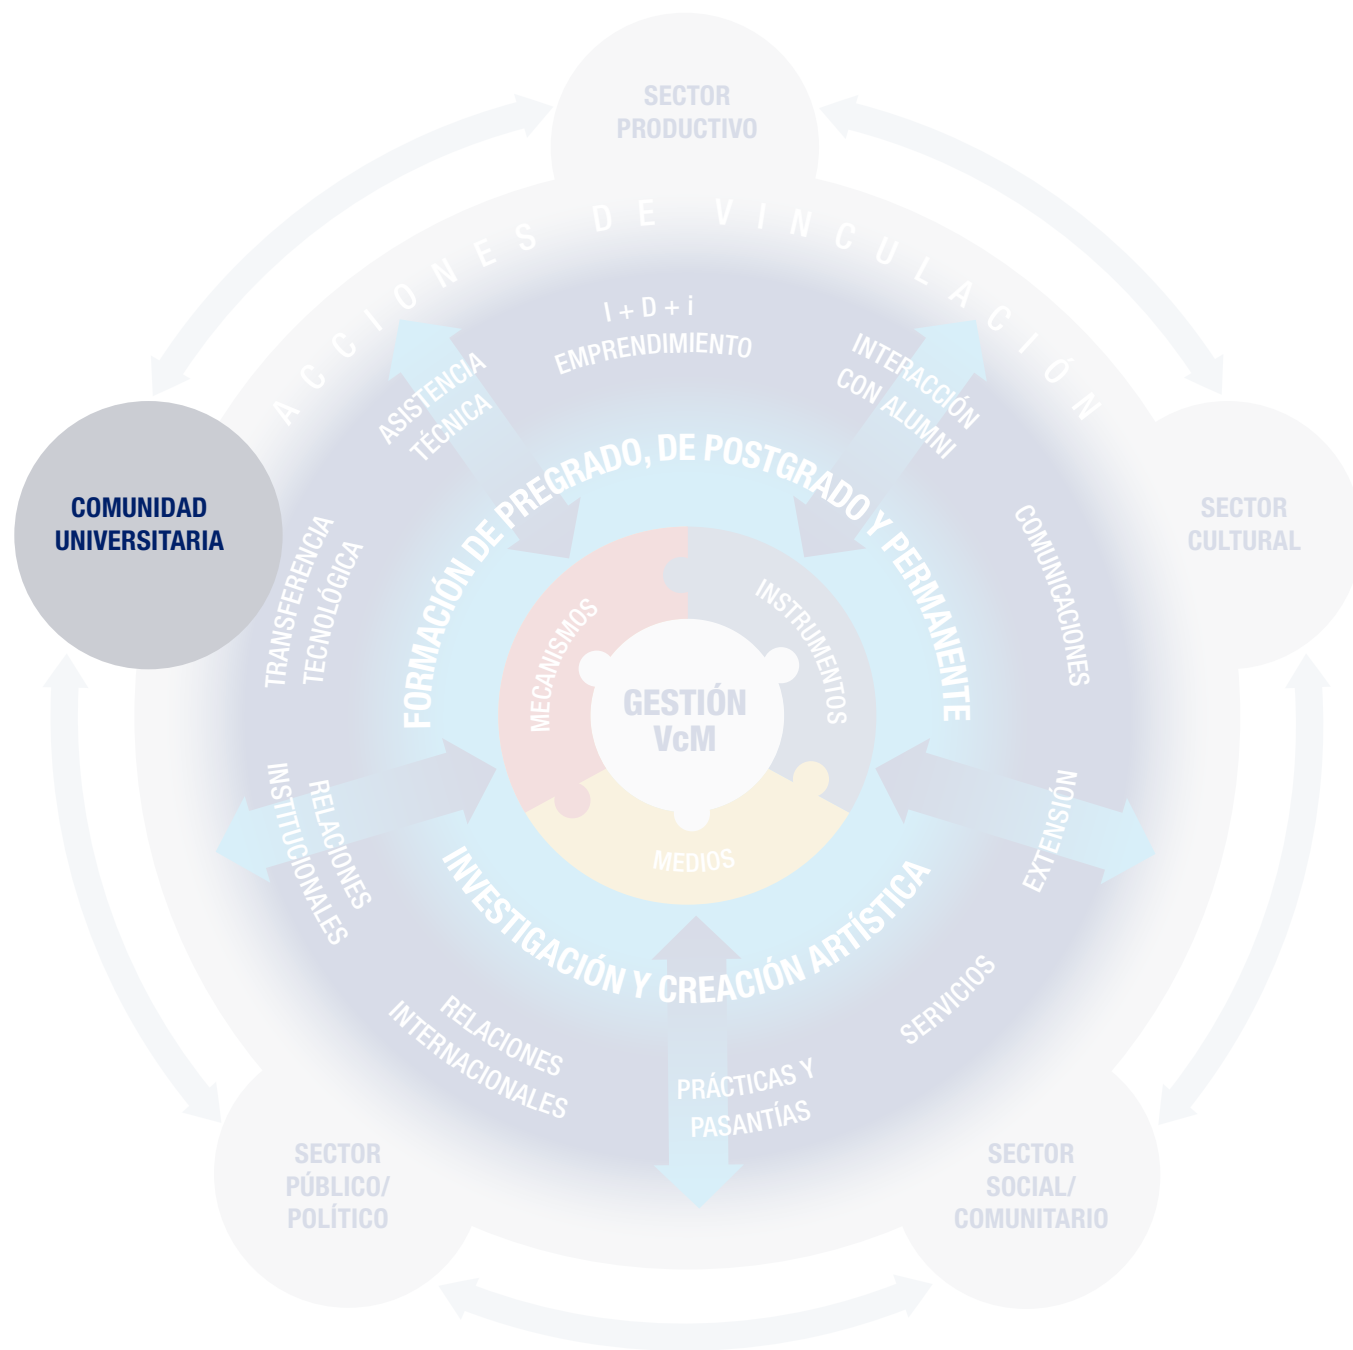 SECTOR
PRODUCTIVO
ACCIONES DE VINCULACIÓN
I + D + i
EMPRENDIMIENTO
ASISTENCIA
TÉCNICA
INTERACCIÓN
CON ALUMNI
FORMACIÓN DE PREGRADO, DE POSTGRADO Y PERMANENTE
COMUNIDAD
UNIVERSITARIA
SECTOR
CULTURAL
TRANSFERENCIA
TECNOLÓGICA
COMUNICACIONES
MECANISMOS
INSTRUMENTOS
GESTIÓN
VcM
MEDIOS
RELACIONES
INSTITUCIONALES
EXTENSIÓN
INVESTIGACIÓN Y CREACIÓN ARTÍSTICA
SERVICIOS
RELACIONES
INTERNACIONALES
PRÁCTICAS Y
PASANTÍAS
SECTOR
PÚBLICO/
POLÍTICO
SECTOR
SOCIAL/
COMUNITARIO